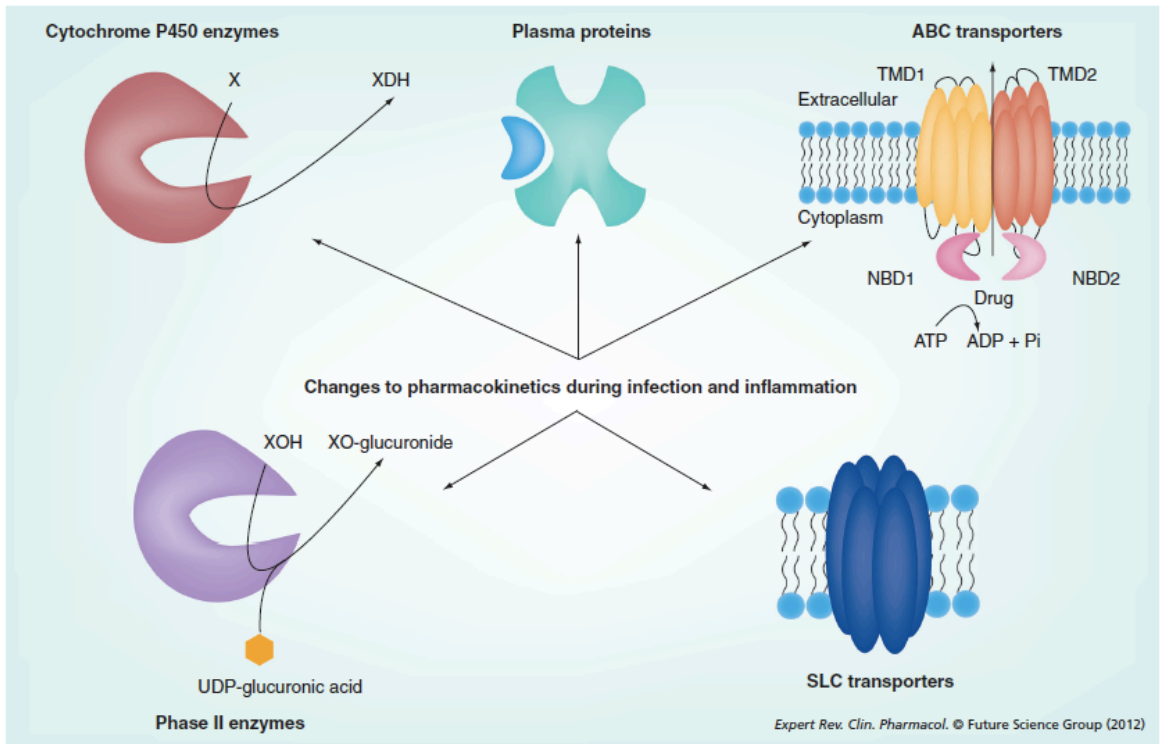 Cytochrome P450 enzymes
Plasma proteins
ABC transporters
X
XDH
TMD1
TMD2
Extracellular
Cytoplasm
NBD1
NBD2
Drug
ATP
ADP + Pi
Changes to pharmacokinetics during infection and inflammation
XOH
XO-glucuronide
UDP-glucuronic acid
Phase II enzymes
SLC transporters
Expert Rev. Clin. Pharmacol. © Future Science Group (2012)